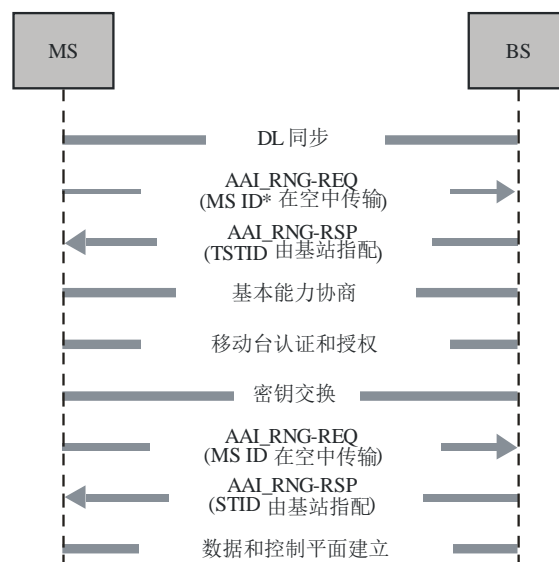 MS
BS
DL 同步
AAI_RNG-REQ
(MS ID* 在空中传输)
AAI_RNG-RSP
(TSTID 由基站指配)
基本能力协商
移动台认证和授权
密钥交换
AAI_RNG-REQ
(MS ID 在空中传输)
AAI_RNG-RSP
(STID 由基站指配)
数据和控制平面建立